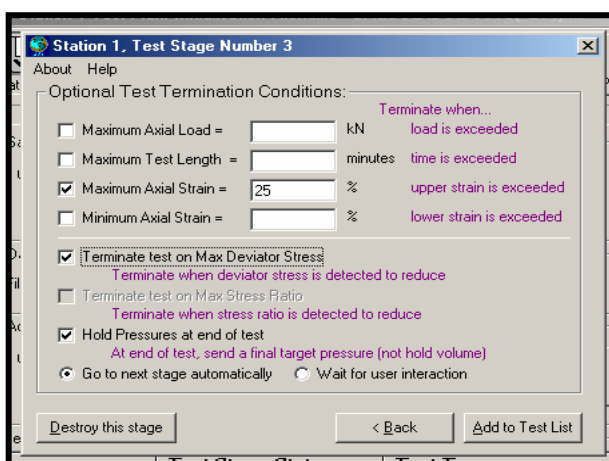 Station 1, Test Stage Number 3
About Help
Optional Test Termination Conditions:
Terminate when...
Maximum Axial Load = kN load is exceeded
Maximum Test Length = minutes time is exceeded
Maximum Axial Strain = 25 % upper strain is exceeded
Minimum Axial Strain = % lower strain is exceeded
Terminate test on Max Deviator Stress
Terminate when deviator stress is detected to reduce
Terminate test on Max Stress Ratio
Terminate when stress ratio is detected to reduce
Hold Pressures at end of test
At end of test, send a final target pressure (not hold volume)
Go to next stage automatically Wait for user interaction
Destroy this stage < Back Add to Test List